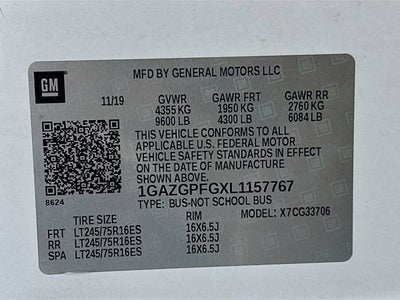 GM
MFD BY GENERAL MOTORS LLC
11/19 GVWR GAWR FRT GAWR RR
4355 KG 1950 KG 2760 KG
9600 LB 4300 LB 6084 LB
THIS VEHICLE CONFORMS TO ALL
APPLICABLE U.S. FEDERAL MOTOR
VEHICLE SAFETY STANDARDS IN EFFECT
ON THE DATE OF MANUFACTURE
SHOWN ABOVE.
1GAZGPFGXL1157767
8624 TYPE: BUS-NOT SCHOOL BUS
TIRE SIZE RIM MODEL: X7CG33706
FRT LT245/75R16ES 16X6.5J
RR LT245/75R16ES 16X6.5J
SPA LT245/75R16ES 16X6.5J